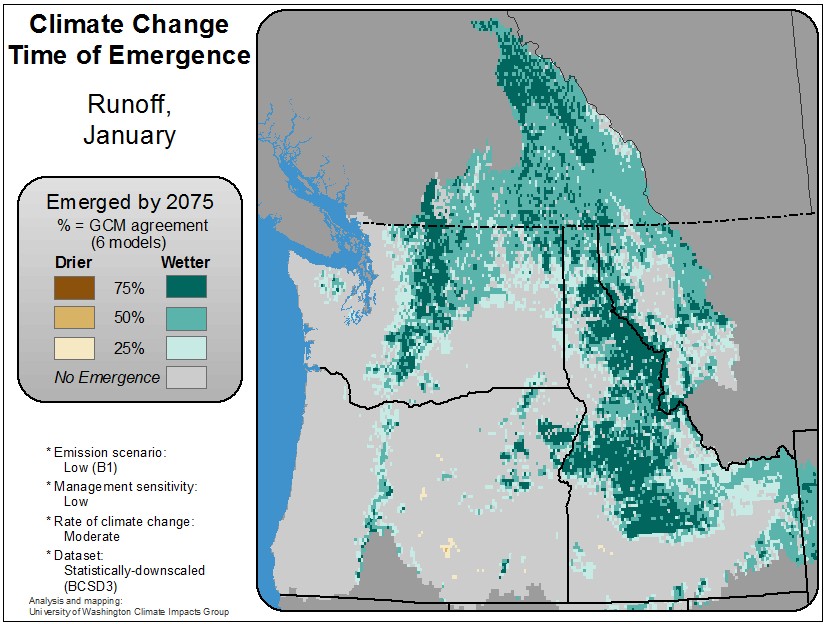 Climate Change
Time of Emergence
Runoff,
January
Emerged by 2075
% = GCM agreement
(6 models)
Drier Wetter
75%
50%
25%
No Emergence
* Emission scenario:
Low (B1)
* Management sensitivity:
Low
* Rate of climate change:
Moderate
* Dataset:
Statistically-downscaled
(BCSD3)
Analysis and mapping:
University of Washington Climate Impacts Group